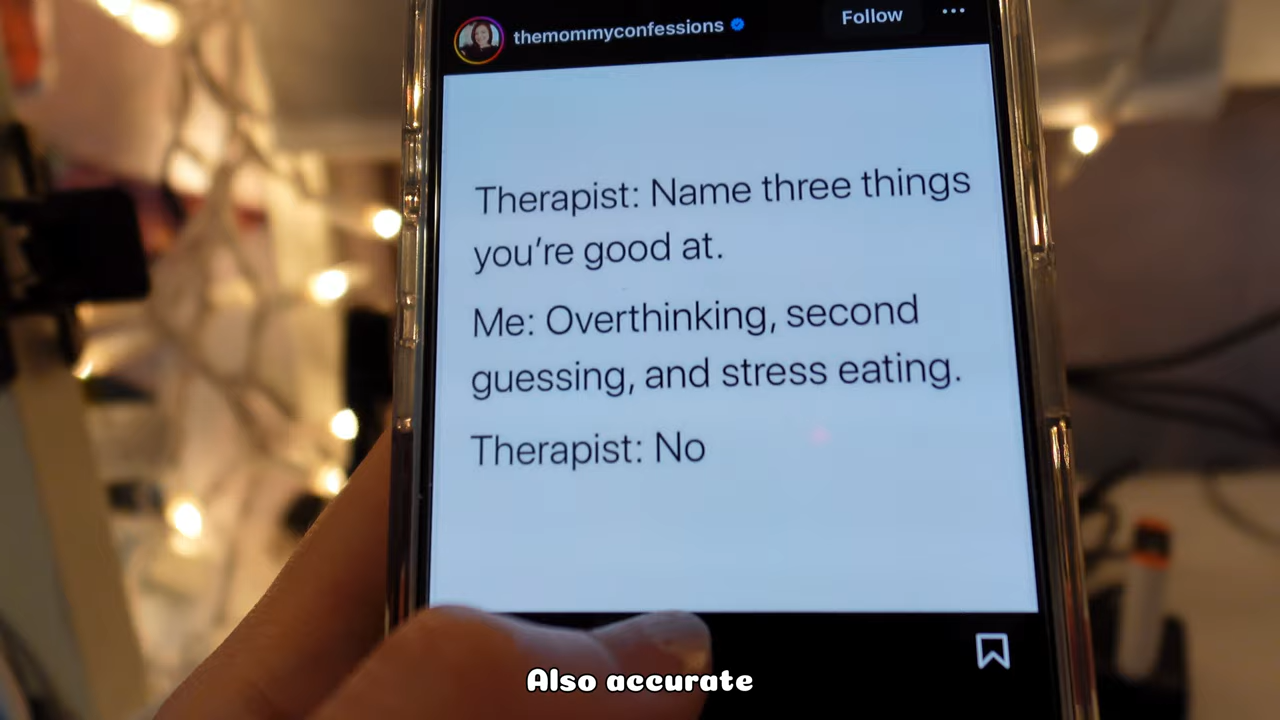 themommyconfessions
Follow
Therapist: Name three things
you're good at.
Me: Overthinking, second
guessing, and stress eating.
Therapist: No
Also accurate